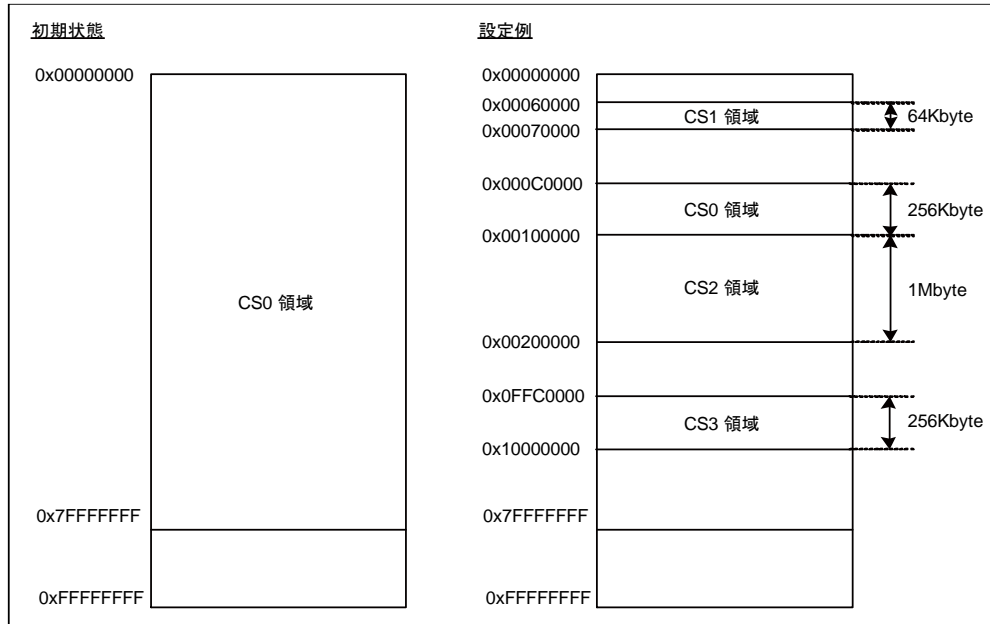 初期状態
0x00000000
CS0 領域
0x7FFFFFFF
0xFFFFFFFF
設定例
0x00000000
0x00060000
CS1 領域
64Kbyte
0x00070000
0x000C0000
CS0 領域
256Kbyte
0x00100000
CS2 領域
1Mbyte
0x00200000
0x0FFC0000
CS3 領域
256Kbyte
0x10000000
0x7FFFFFFF
0xFFFFFFFF